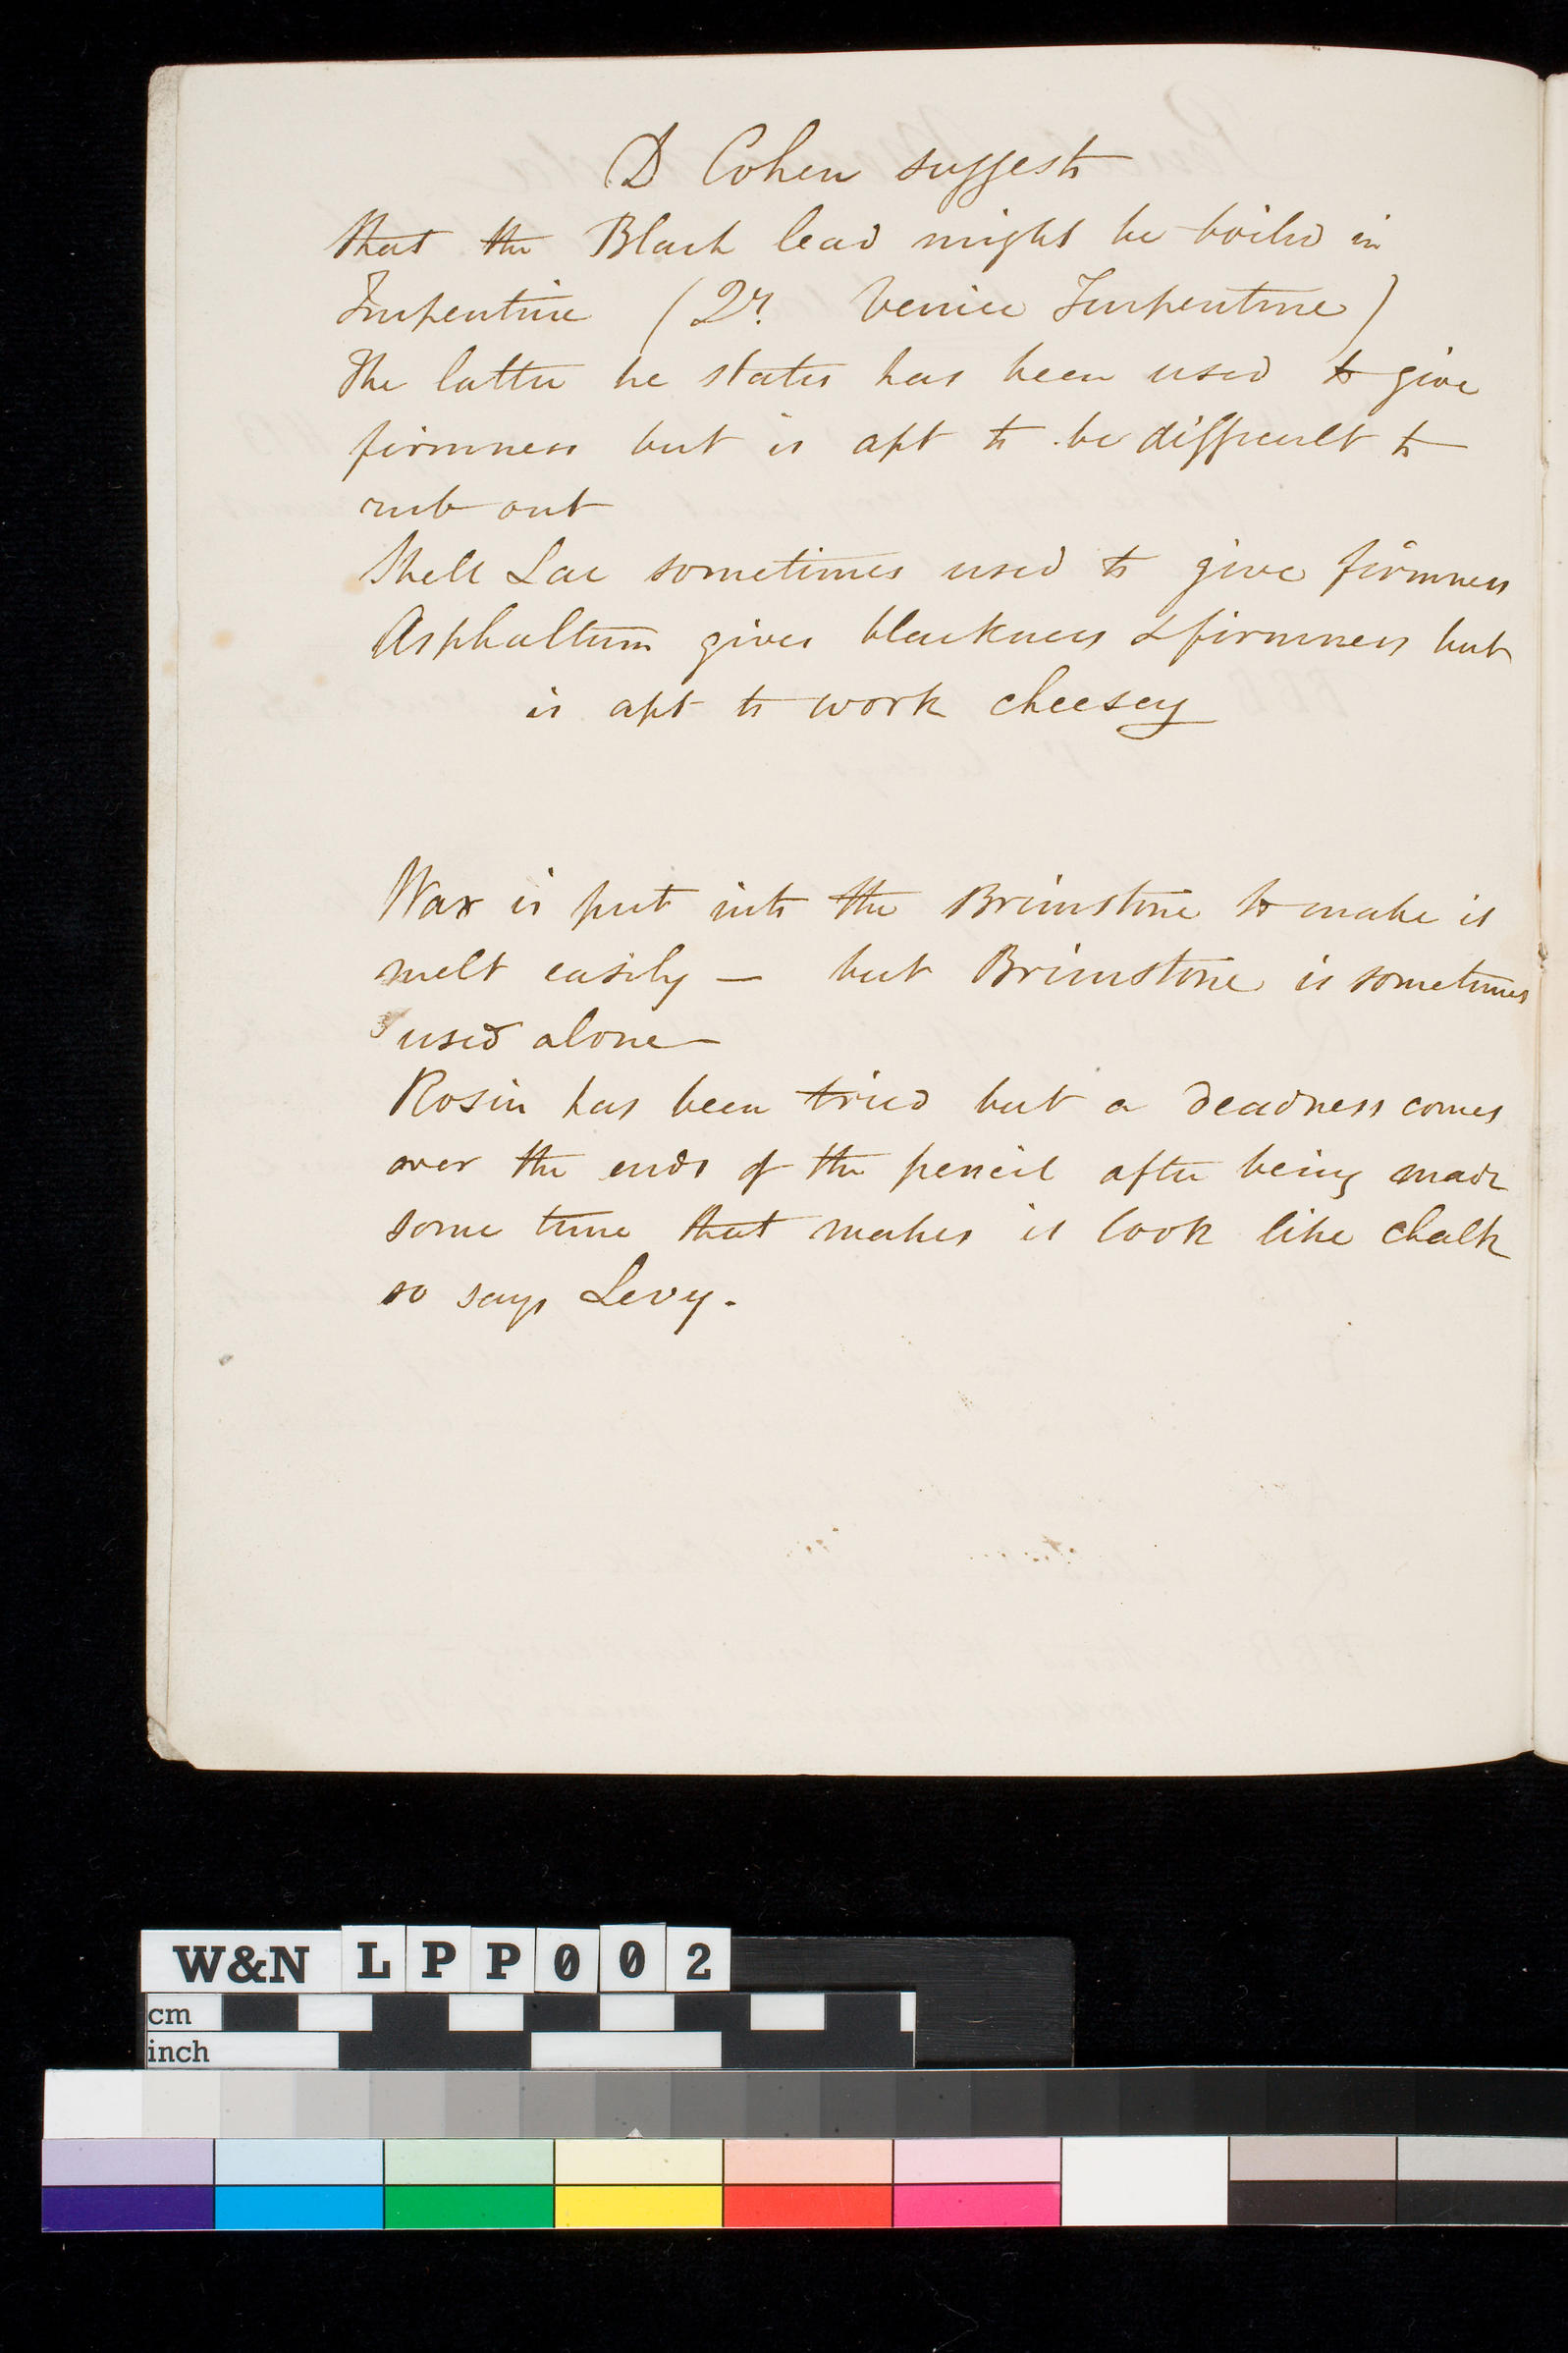 D Cohen suggests
that the Black lead might be boiled in
Turpentine (Qy. Venice Turpentine)
The latter he states has been used to give
firmness but is apt to be difficult to
rub out
Shell Lac sometimes used to give firmness
Asphaltum gives blackness & firmness but
is apt to work cheesey
Wax is put into the Brimstone to make it
melt easily — but Brimstone is sometimes
used alone —
Rosin has been tried but a deadness comes
over the ends of the pencil after being made
some time that makes it look like chalk
so says Levy.
W&N LPP002
cm
inch